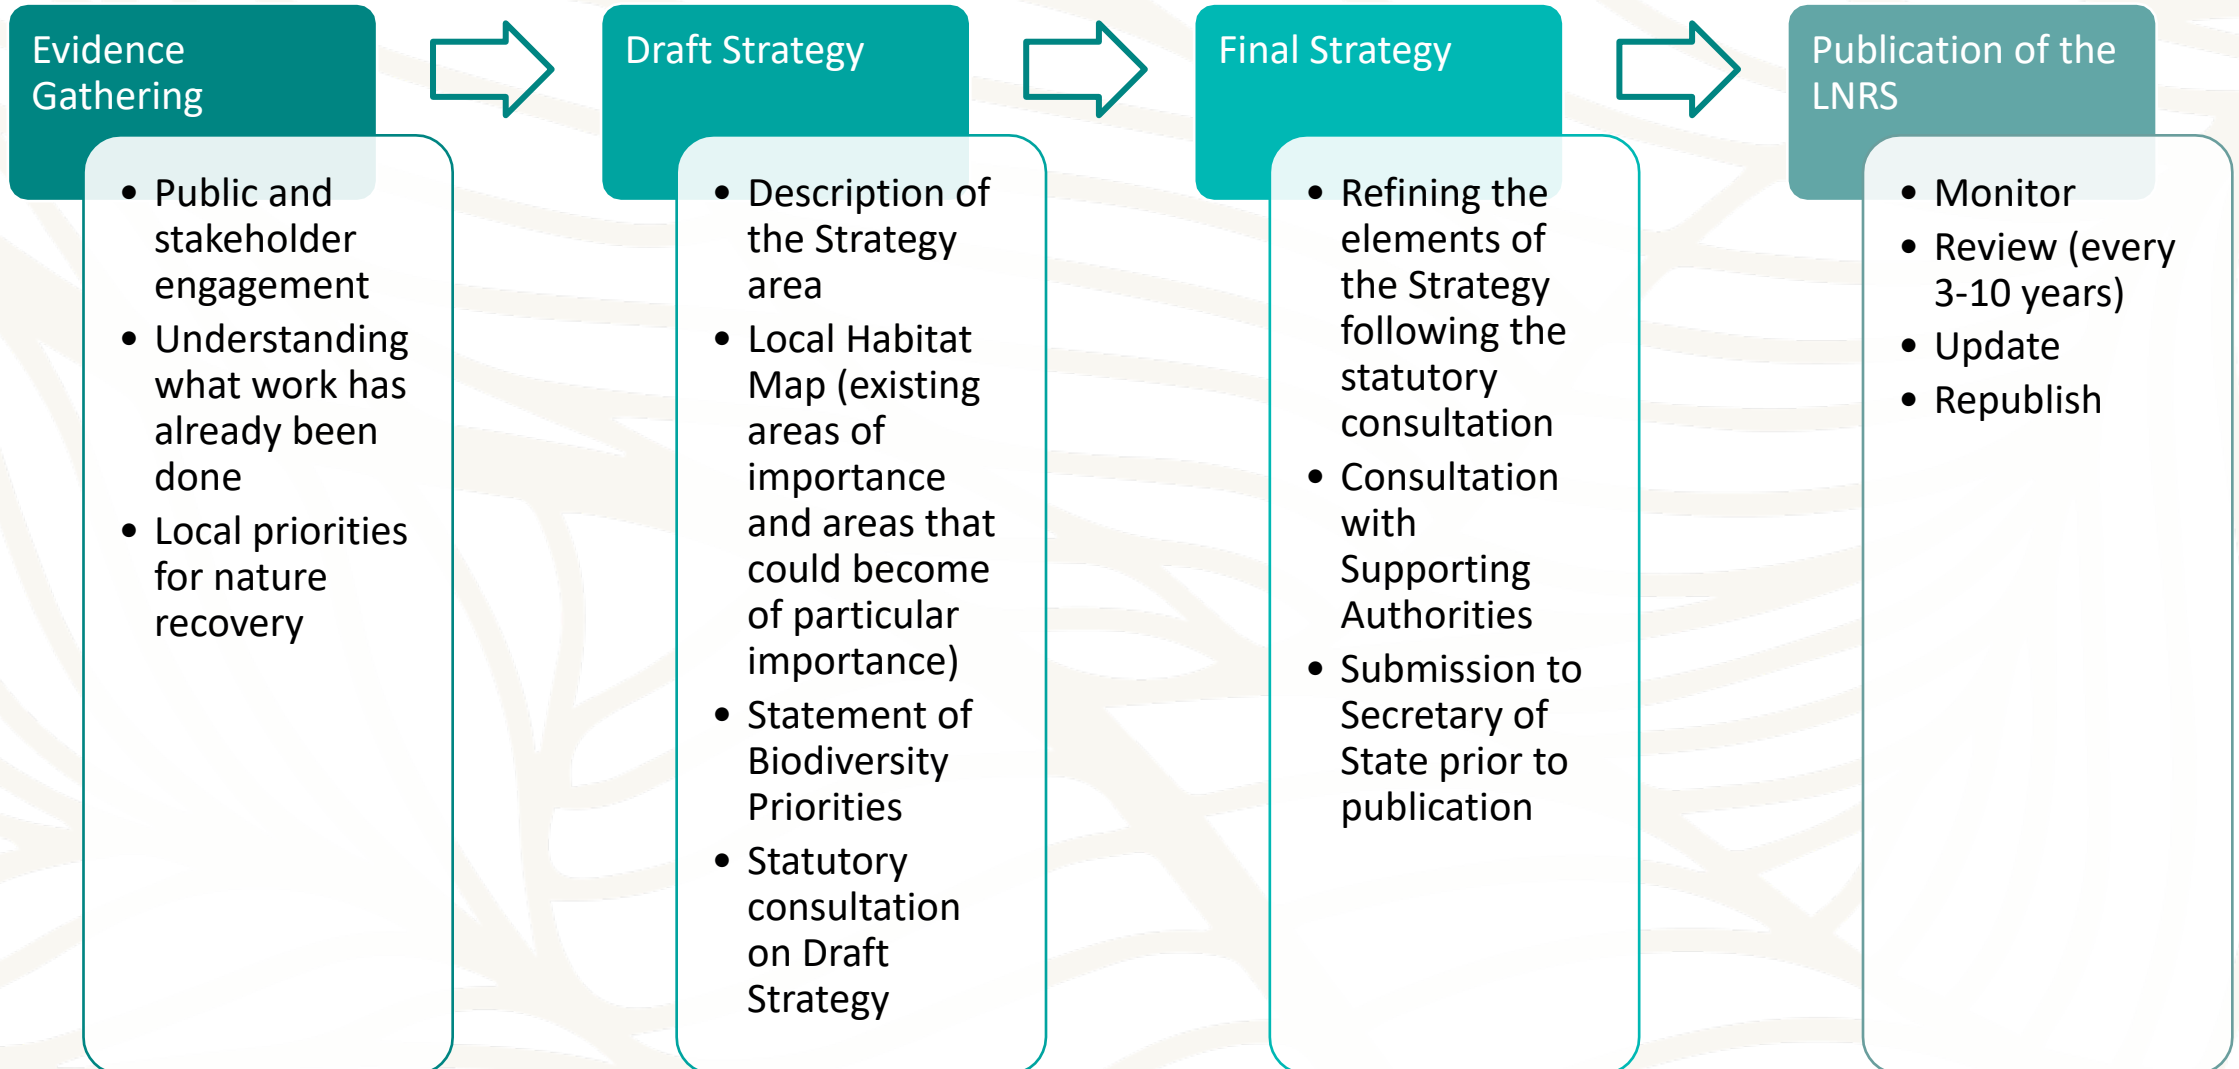 Evidence
Gathering
• Public and
stakeholder
engagement
• Understanding
what work has
already been
done
• Local priorities
for nature
recovery
Draft Strategy
• Description of
the Strategy
area
• Local Habitat
Map (existing
areas of
importance
and areas that
could become
of particular
importance)
• Statement of
Biodiversity
Priorities
• Statutory
consultation
on Draft
Strategy
Final Strategy
• Refining the
elements of
the Strategy
following the
statutory
consultation
• Consultation
with
Supporting
Authorities
• Submission to
Secretary of
State prior to
publication
Publication of the
LNRS
• Monitor
• Review (every
3-10 years)
• Update
• Republish